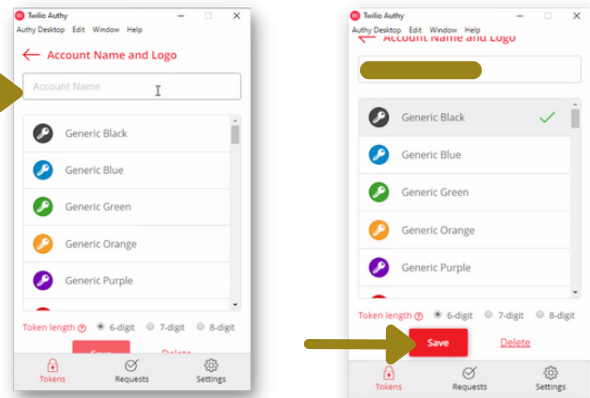 Twilio Authy
Authy Desktop Edit Window Help
Account Name and Logo
Account Name
Generic Black
Generic Blue
Generic Green
Generic Orange
Generic Purple
Token length ? 6-digit 7-digit 8-digit
Save Delete
Tokens Requests Settings
Twilio Authy
Authy Desktop Edit Window Help
Account Name and Logo
Generic Black
Generic Blue
Generic Green
Generic Orange
Generic Purple
Token length ? 6-digit 7-digit 8-digit
Save Delete
Tokens Requests Settings